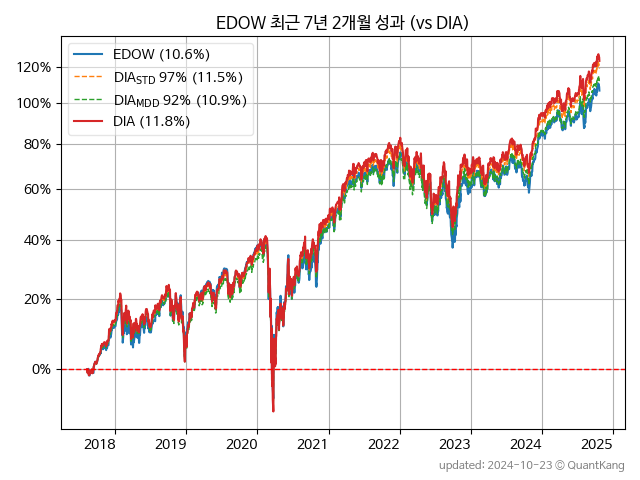 EDOW 최근 7년 2개월 성과 (vs DIA)
EDOW (10.6%)
DIA_STD 97% (11.5%)
DIA_MDD 92% (10.9%)
DIA (11.8%)
120%
100%
80%
60%
40%
20%
0%
2018 2019 2020 2021 2022 2023 2024 2025
updated: 2024-10-23 © QuantKang